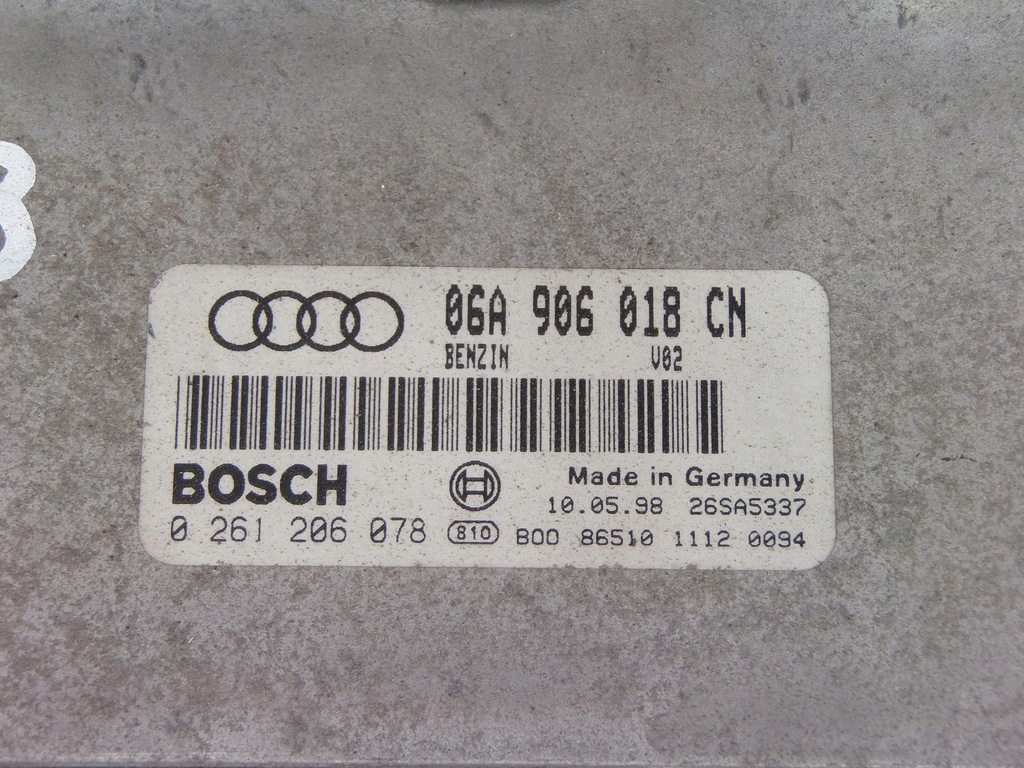 06A 906 018 CN
BENZIN V02
BOSCH
Made in Germany
10.05.98 26SA5337
0 261 206 078 810 B00 86510 1112 0094